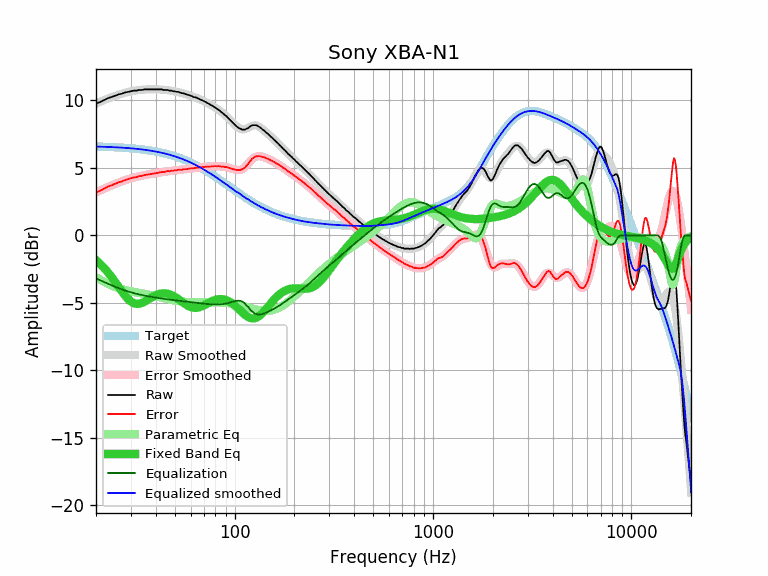 Sony XBA-N1
Amplitude (dBr)
10
5
0
−5
−10
−15
−20
Target
Raw Smoothed
Error Smoothed
Raw
Error
Parametric Eq
Fixed Band Eq
Equalization
Equalized smoothed
100 1000 10000
Frequency (Hz)